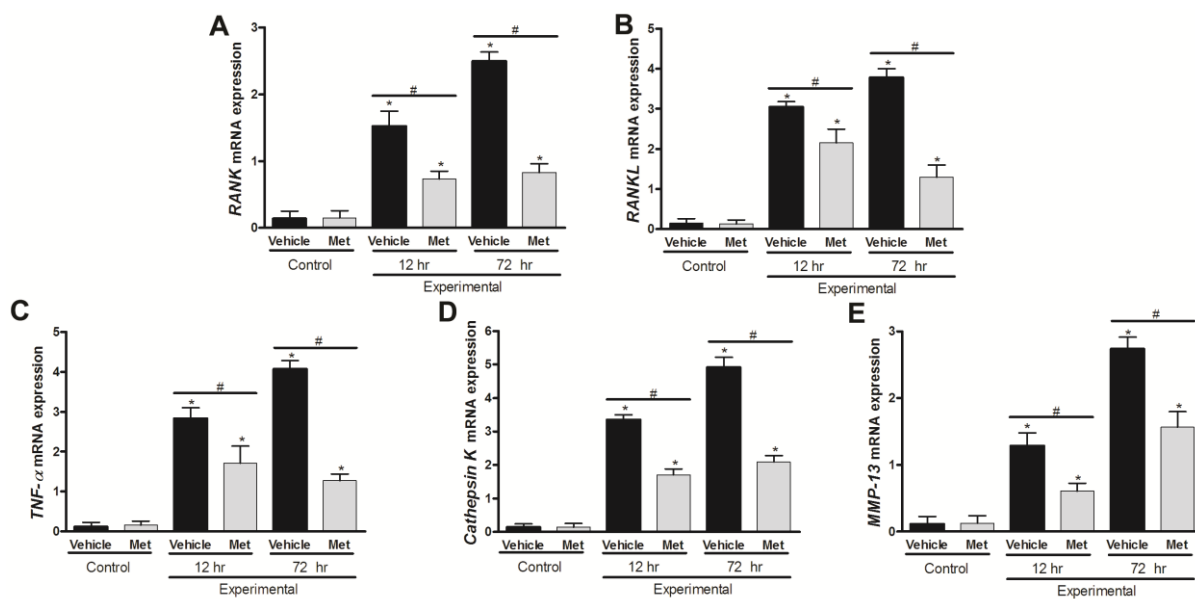 A
RANK mRNA expression
3
2
1
0
*
#
*
*
#
*
Vehicle Met Vehicle Met Vehicle Met
Control 12 hr 72 hr
Experimental
B
RANKL mRNA expression
5
4
3
2
1
0
*
#
*
*
#
*
Vehicle Met Vehicle Met Vehicle Met
Control 12 hr 72 hr
Experimental
C
TNF-α mRNA expression
5
4
3
2
1
0
*
#
*
*
#
*
Vehicle Met Vehicle Met Vehicle Met
Control 12 hr 72 hr
Experimental
D
Cathepsin K mRNA expression
6
5
4
3
2
1
0
*
#
*
*
#
*
Vehicle Met Vehicle Met Vehicle Met
Control 12 hr 72 hr
Experimental
E
MMP-13 mRNA expression
3
2
1
0
*
#
*
*
#
*
Vehicle Met Vehicle Met Vehicle Met
Control 12 hr 72 hr
Experimental